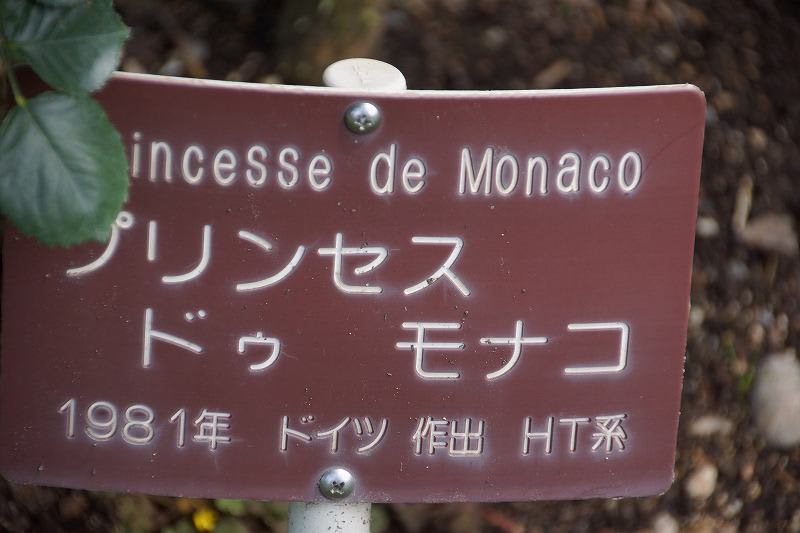 incesse de Monaco
プリンセス
ドゥ モナコ
1981年 ドイツ 作出 HT系